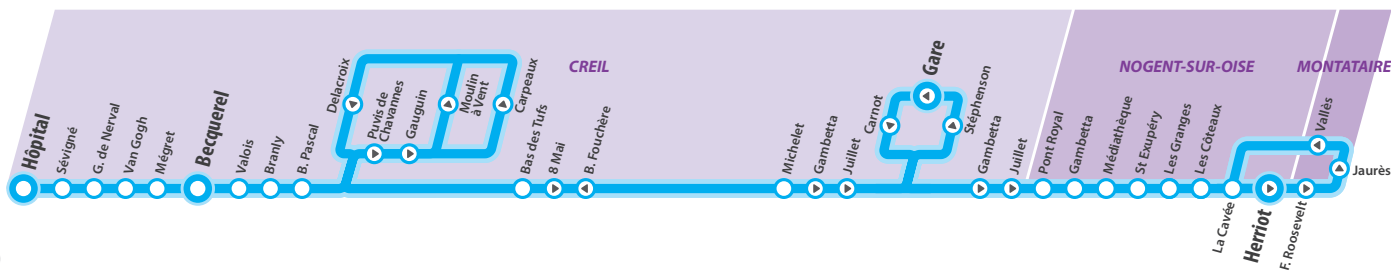 CREIL
NOGENT-SUR-OISE
MONTATAIRE
Hôpital
Sévigné
G. de Nerval
Van Gogh
Mégret
Becquerel
Valois
Branly
B. Pascal
Delacroix
Puvis de
Chavannes
Gauguin
Moulin
à Vent
Carpeaux
Bas des Tufs
8 Mai
B. Fouchère
Michelet
Gambetta
Juillet
Carnot
Gare
Stéphenson
Gambetta
Juillet
Pont Royal
Gambetta
Médiathèque
St Exupéry
Les Granges
Les Côteaux
La Cavée
Herriot
F. Roosevelt
Vallès
Jaurès